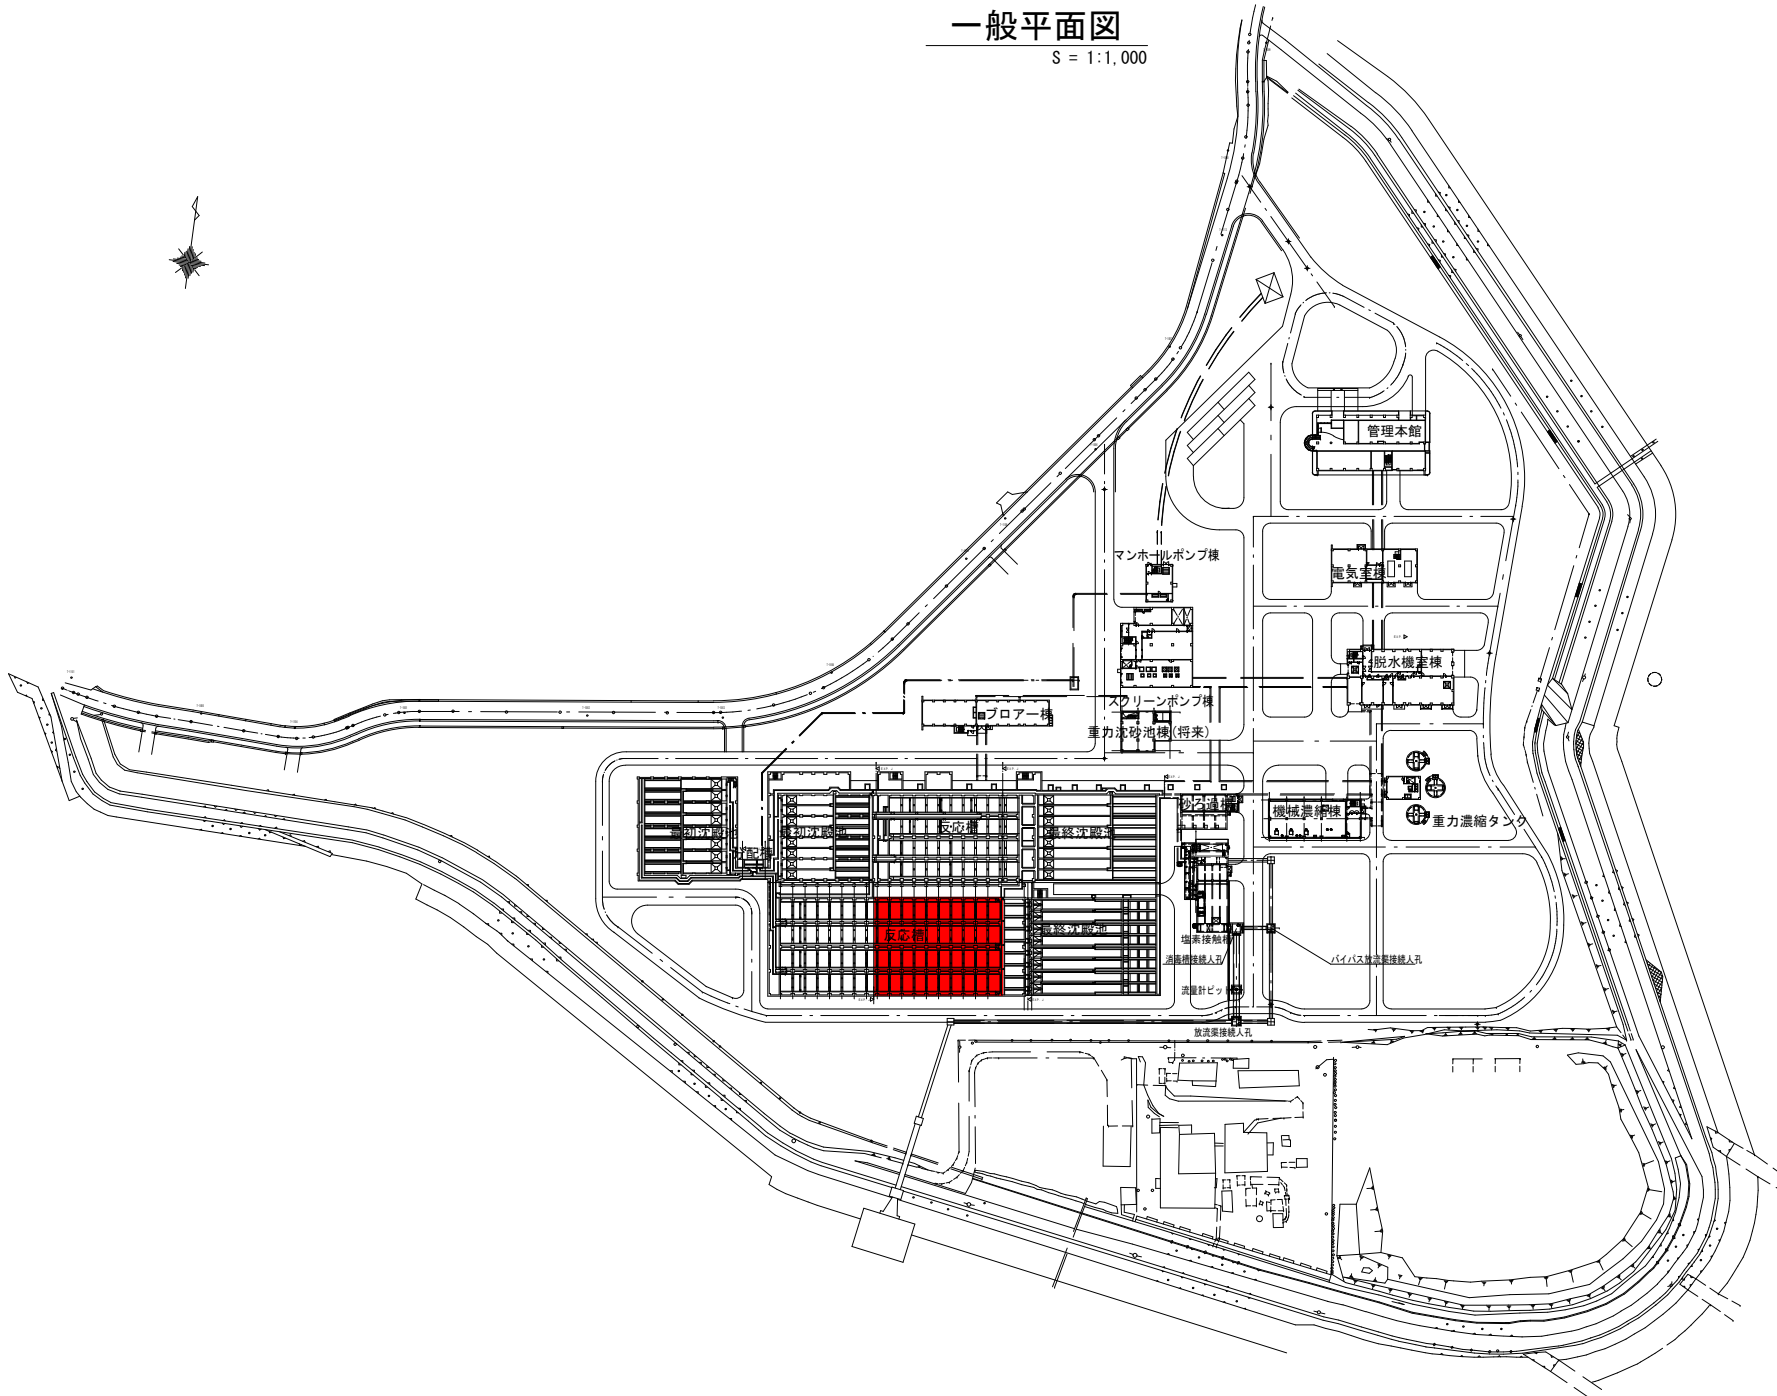 一般平面図
S = 1:1,000
管理本館
マンホールポンプ棟
電気室棟
脱水機室棟
スクリーンポンプ棟
ブロアー棟
重力沈砂池棟(将来)
砂ろ過棟
機械濃縮棟
重力濃縮タンク
最初沈殿池
最初沈殿池
反応槽
最終沈殿池
反応槽
最終沈殿池
塩素接触槽
消毒槽接続人孔
バイパス放流渠接続人孔
流量計ピット
放流渠接続人孔